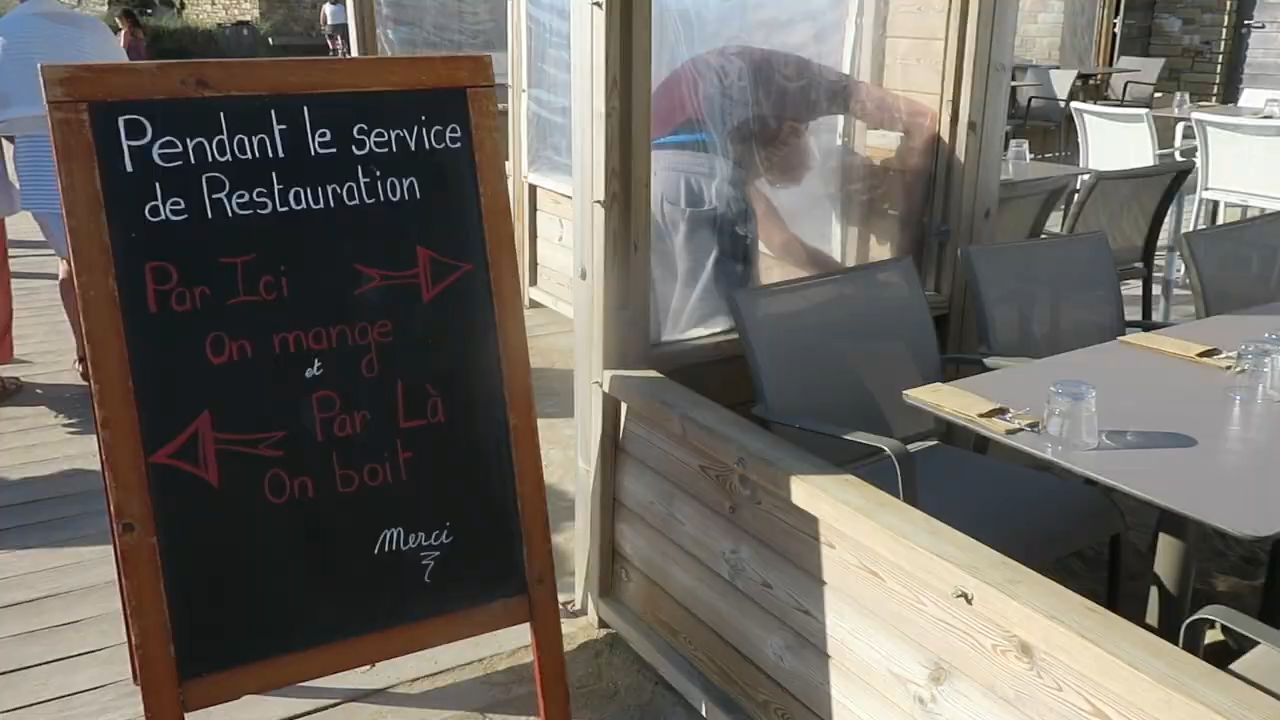 Pendant le service
de Restauration
Par Ici
On mange
et
Par Là
On boit
Merci